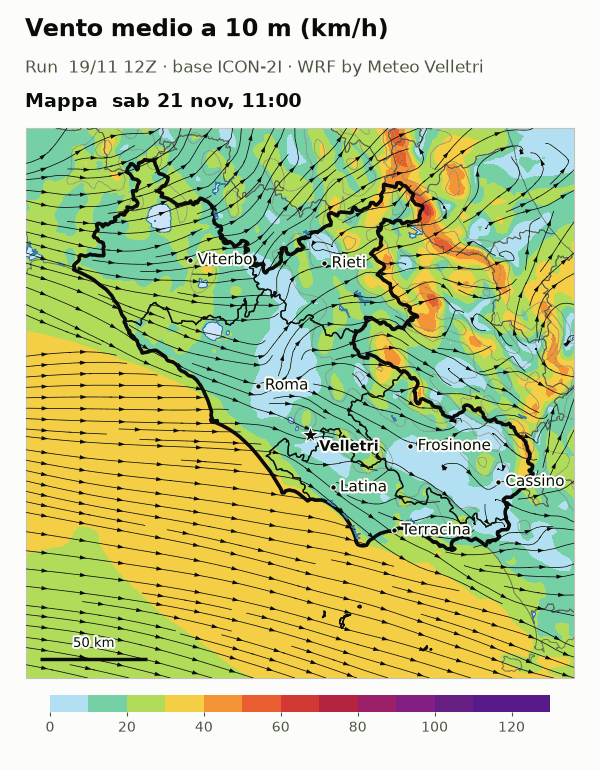 Vento medio a 10 m (km/h)
Run  19/11 12Z · base ICON-2I · WRF by Meteo Velletri
Mappa  sab 21 nov, 11:00
Viterbo
Rieti
Roma
Velletri
Frosinone
Cassino
Latina
Terracina
50 km
0 20 40 60 80 100 120